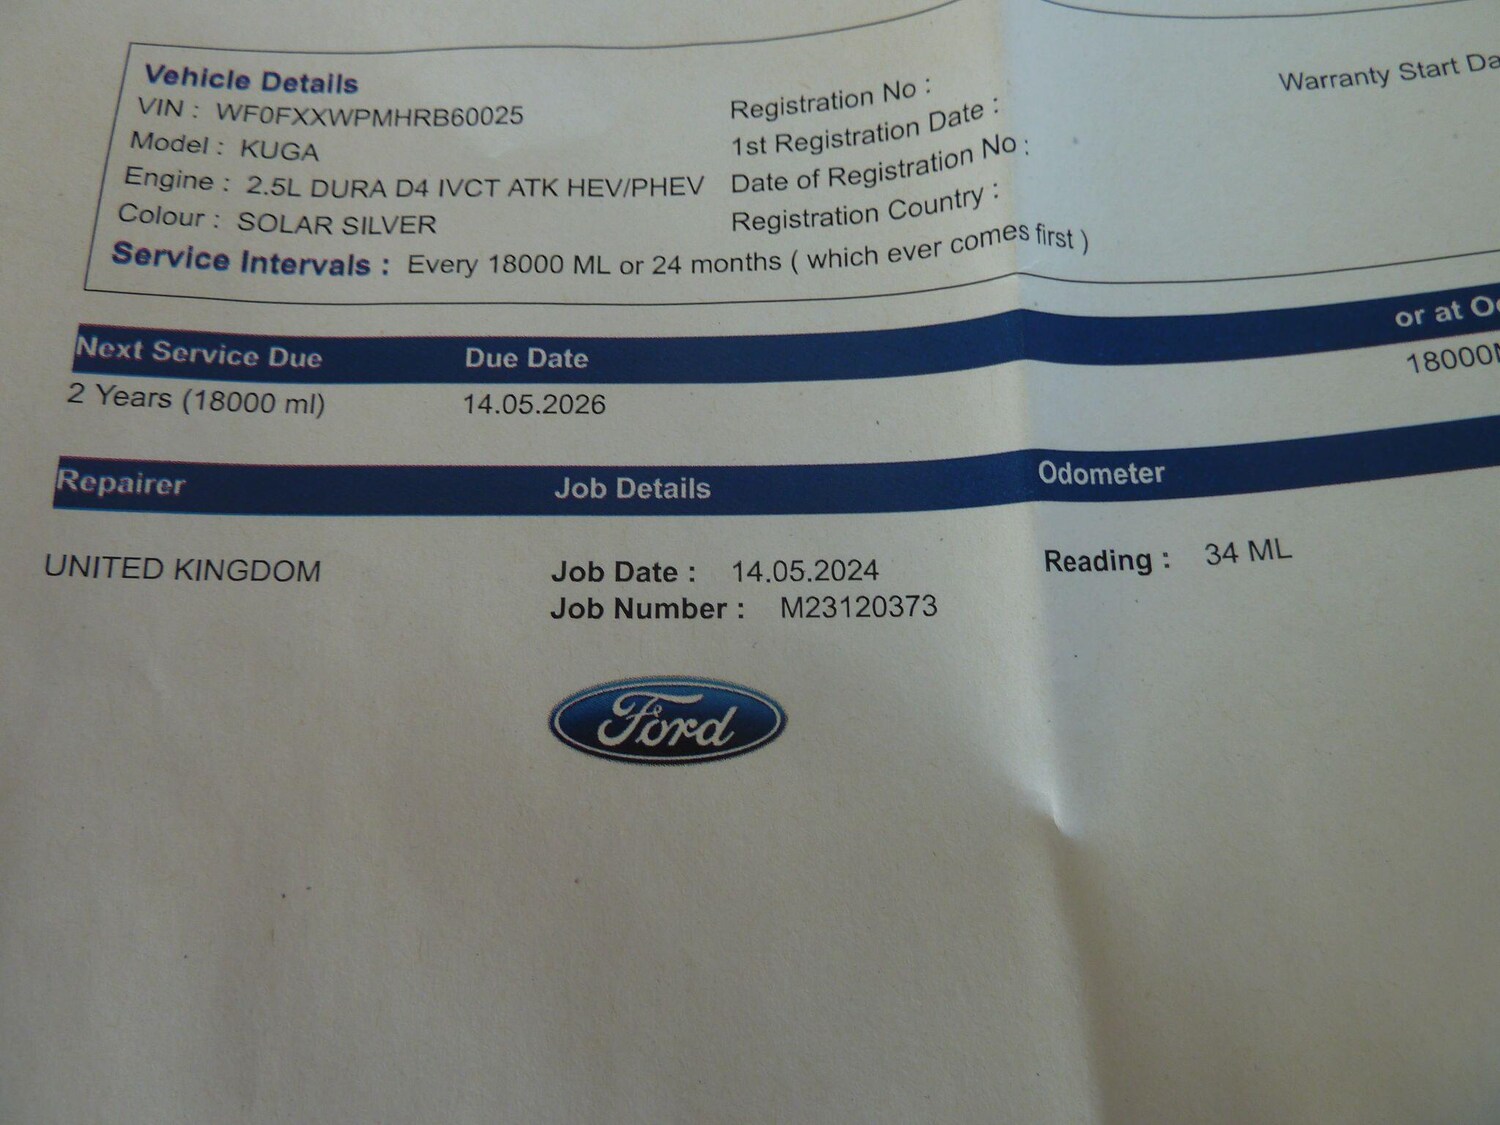 Vehicle Details
VIN : WF0FXXWPMHRB60025
Model : KUGA
Engine : 2.5L DURA D4 IVCT ATK HEV/PHEV
Colour : SOLAR SILVER
Registration No :
1st Registration Date :
Date of Registration No :
Registration Country :
Warranty Start Da
Service Intervals : Every 18000 ML or 24 months ( which ever comes first )
Next Service Due Due Date or at Oc
2 Years (18000 ml) 14.05.2026 18000M
Repairer Job Details Odometer
UNITED KINGDOM Job Date : 14.05.2024 Reading : 34 ML
Job Number : M23120373
Ford